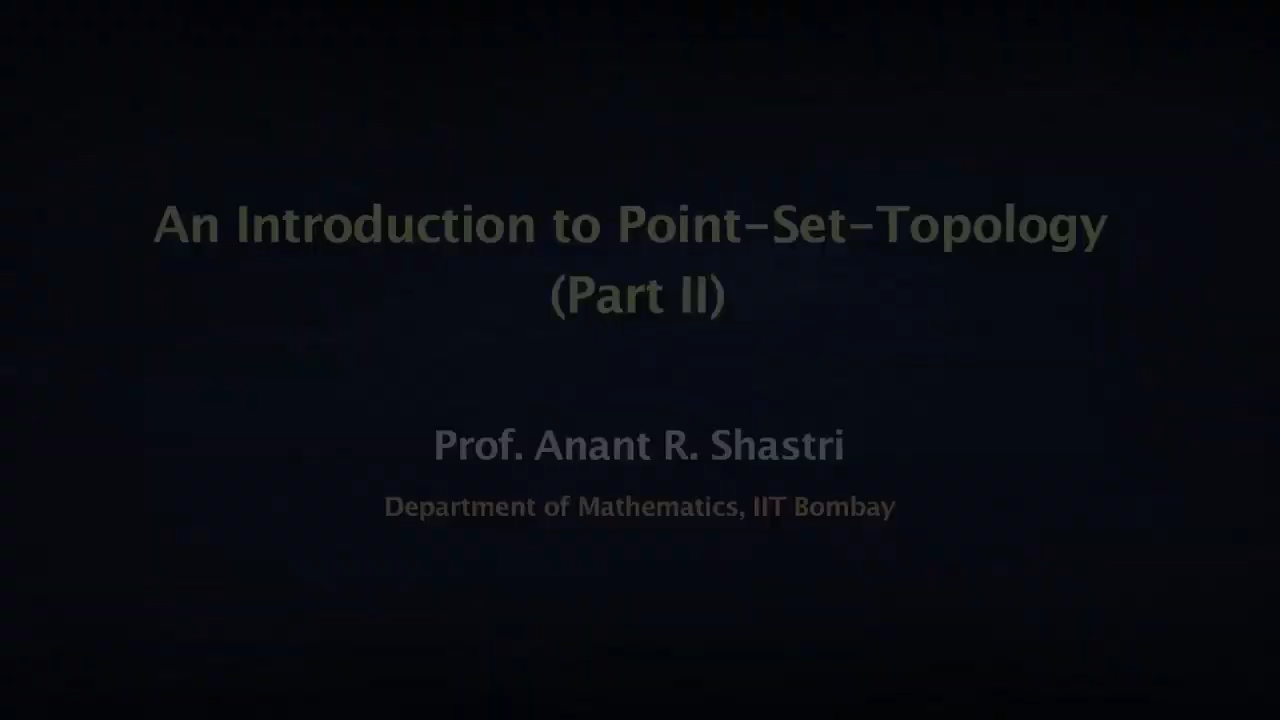 An Introduction to Point-Set-Topology
(Part II)
Prof. Anant R. Shastri
Department of Mathematics, IIT Bombay